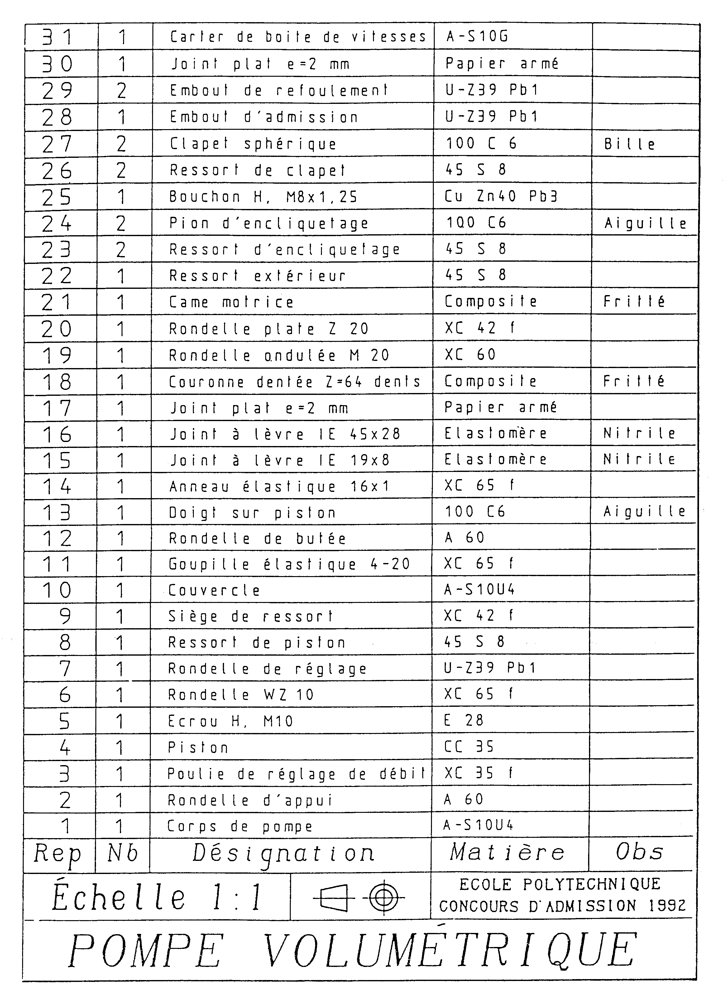 31 1 Carter de boite de vitesses A-S10G
30 1 Joint plat e=2 mm Papier armé
29 2 Embout de refoulement U-Z39 Pb1
28 1 Embout d'admission U-Z39 Pb1
27 2 Clapet sphérique 100 C 6 Bille
26 2 Ressort de clapet 45 S 8
25 1 Bouchon H, M8x1,25 Cu Zn40 Pb3
24 2 Pion d'encliquetage 100 C6 Aiguille
23 2 Ressort d'encliquetage 45 S 8
22 1 Ressort extérieur 45 S 8
21 1 Came motrice Composite Fritté
20 1 Rondelle plate Z 20 XC 42 f
19 1 Rondelle ondulée M 20 XC 60
18 1 Couronne dentée Z=64 dents Composite Fritté
17 1 Joint plat e=2 mm Papier armé
16 1 Joint à lèvre IE 45x28 Elastomère Nitrile
15 1 Joint à lèvre IE 19x8 Elastomère Nitrile
14 1 Anneau élastique 16x1 XC 65 f
13 1 Doigt sur piston 100 C6 Aiguille
12 1 Rondelle de butée A 60
11 1 Goupille élastique 4-20 XC 65 f
10 1 Couvercle A-S10U4
9 1 Siège de ressort XC 42 f
8 1 Ressort de piston 45 S 8
7 1 Rondelle de réglage U-Z39 Pb1
6 1 Rondelle WZ 10 XC 65 f
5 1 Ecrou H, M10 E 28
4 1 Piston CC 35
3 1 Poulie de réglage de débit XC 35 f
2 1 Rondelle d'appui A 60
1 1 Corps de pompe A-S10U4
Rep Nb Désignation Matière Obs
Échelle 1:1
ECOLE POLYTECHNIQUE
CONCOURS D'ADMISSION 1992
POMPE VOLUMÉTRIQUE